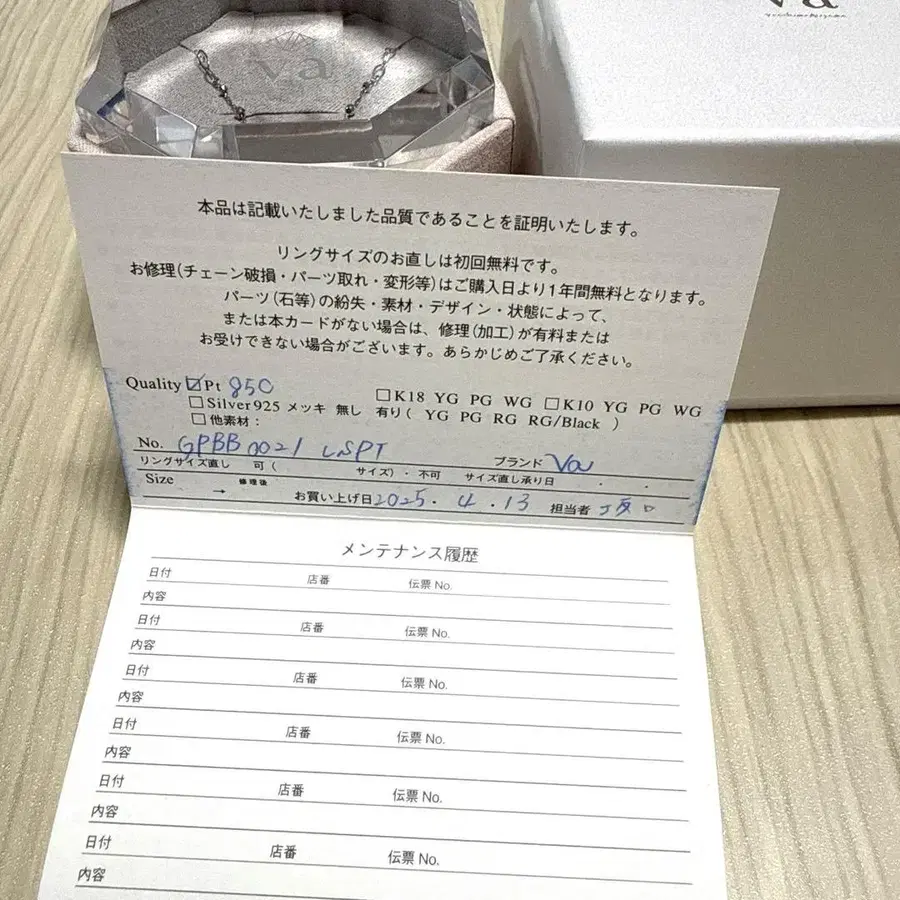 va
va
本品は記載いたしました品質であることを証明いたします。
リングサイズのお直しは初回無料です。
お修理(チェーン破損・パーツ取れ・変形等)はご購入日より1年間無料となります。
パーツ(石等)の紛失・素材・デザイン・状態によって、
または本カードがない場合は、修理(加工)が有料または
お受けできない場合がございます。あらかじめご了承ください。
Quality ☑Pt 850 □K18 YG PG WG □K10 YG PG WG
□Silver925 メッキ 無し 有り( YG PG RG RG/Black )
□他素材:
No. GPBB 0021 LSPT ブランド Va
リングサイズ直し 可( サイズ)・不可 サイズ直し承り日 . .
Size → 修理後 お買い上げ日 2025. 4 . 13 担当者 坂口
メンテナンス履歴
日付 店番 伝票 No.
内容
日付 店番 伝票 No.
内容
日付 店番 伝票 No.
内容
日付 店番 伝票 No.
内容
日付 店番 伝票 No.
内容
日付 店番 伝票 No.
内容